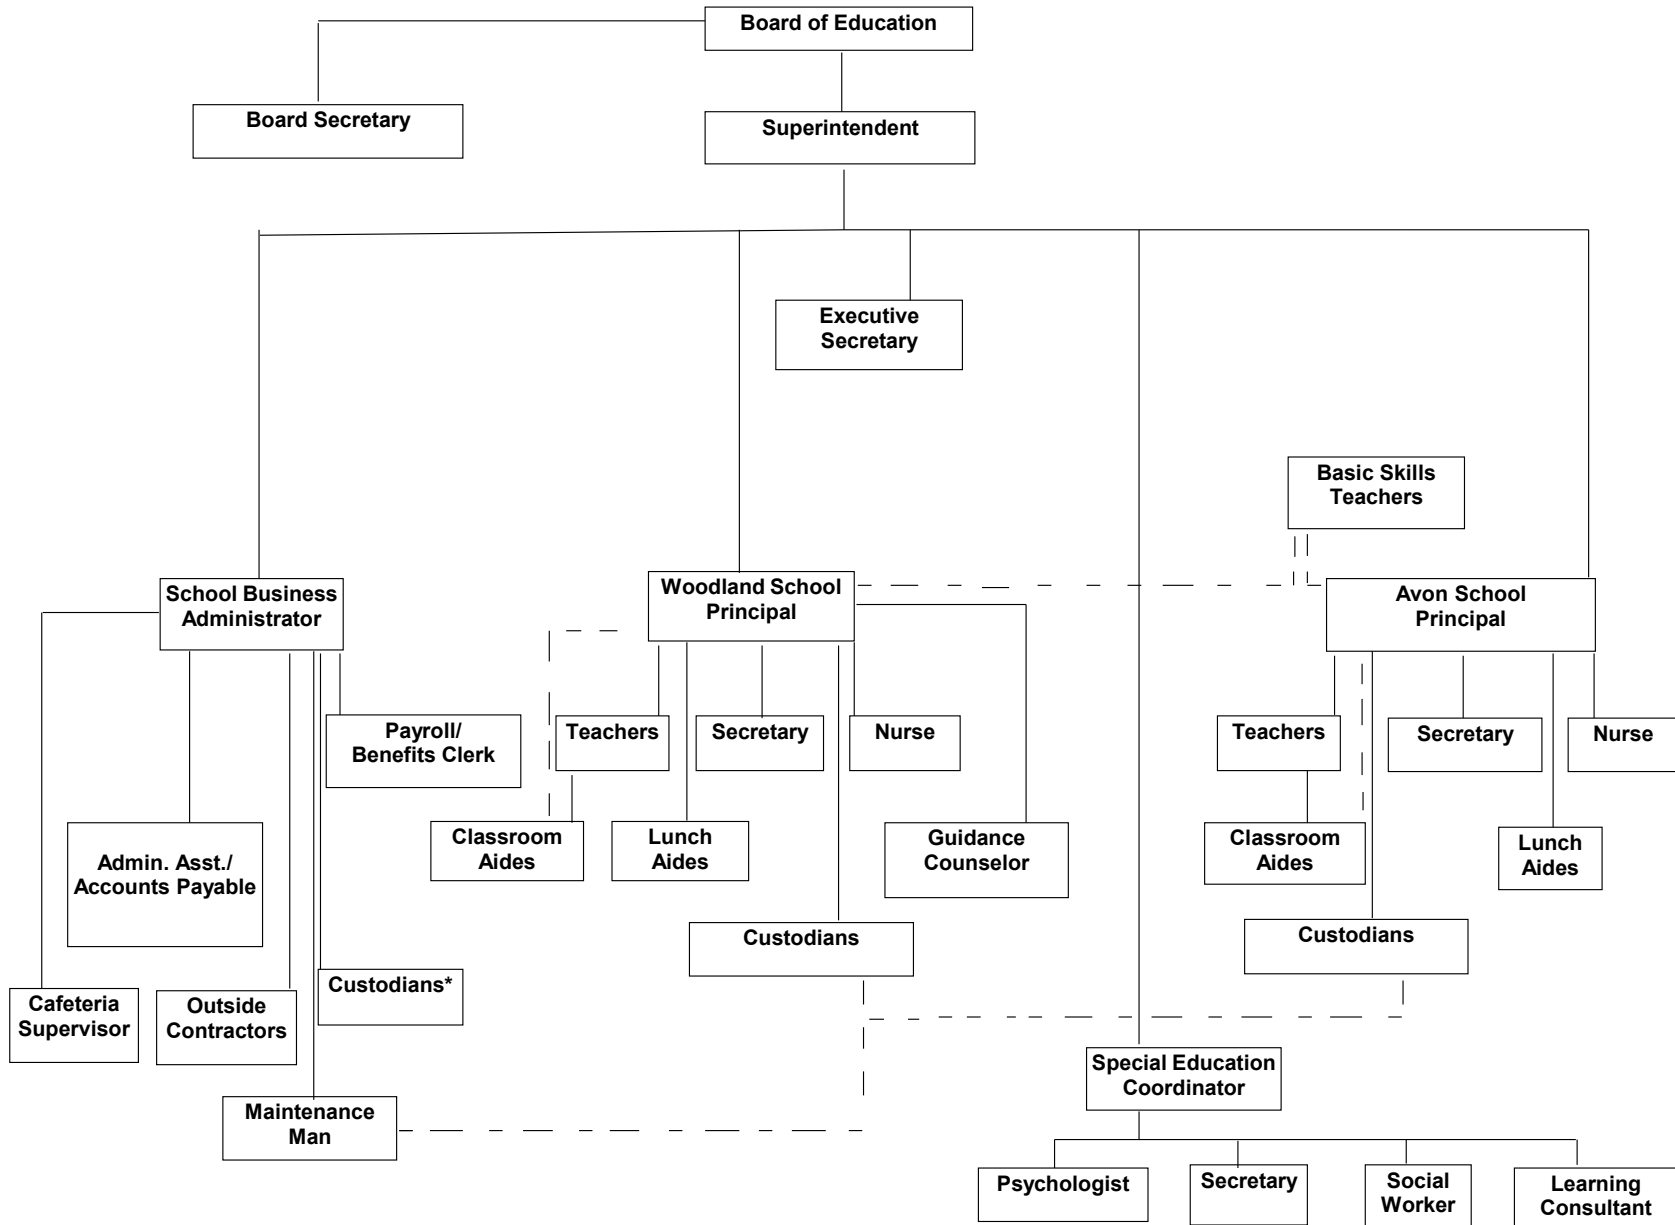 Board of Education
Board Secretary
Superintendent
Executive
Secretary
Basic Skills
Teachers
School Business
Administrator
Woodland School
Principal
Avon School
Principal
Payroll/
Benefits Clerk
Teachers
Secretary
Nurse
Teachers
Secretary
Nurse
Admin. Asst./
Accounts Payable
Classroom
Aides
Lunch
Aides
Guidance
Counselor
Classroom
Aides
Lunch
Aides
Custodians
Custodians
Cafeteria
Supervisor
Outside
Contractors
Custodians*
Special Education
Coordinator
Maintenance
Man
Psychologist
Secretary
Social
Worker
Learning
Consultant